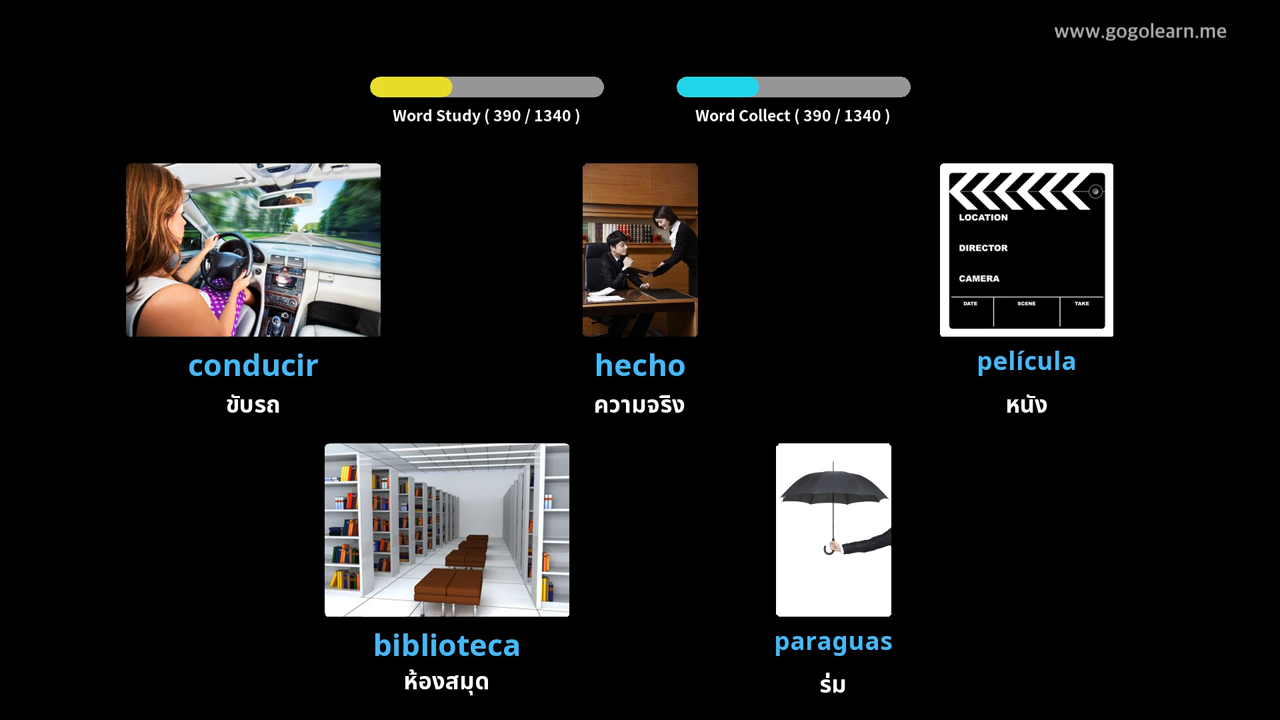 www.gogolearn.me
Word Study ( 390 / 1340 )
Word Collect ( 390 / 1340 )
LOCATION
DIRECTOR
CAMERA
DATE SCENE TAKE
conducir
hecho
película
ขับรถ
ความจริง
หนัง
biblioteca
paraguas
ห้องสมุด
ร่ม